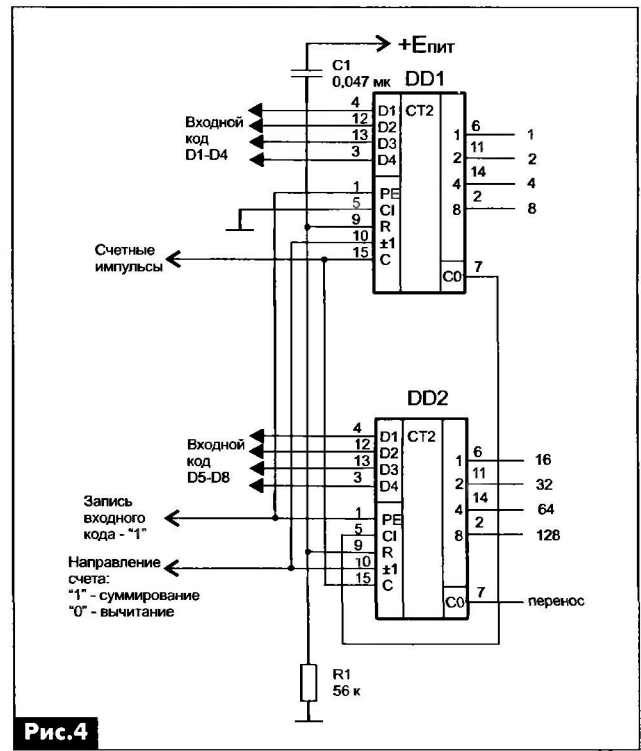 +Епит
C1
0,047 мк
DD1
Входной
код
D1-D4
4 D1 CT2
12 D2
13 D3
3 D4
1 PE
5 CI
9 R
10 ±1
15 C
1 6 1
2 11 2
4 14 4
8 2 8
C0 7
Счетные
импульсы
DD2
Входной
код
D5-D8
4 D1 CT2
12 D2
13 D3
3 D4
1 PE
5 CI
9 R
10 ±1
15 C
1 6 16
2 11 32
4 14 64
8 2 128
C0 7 перенос
Запись
входного
кода - "1"
Направление
счета:
"1" - суммирование
"0" - вычитание
R1
56 к
Рис.4